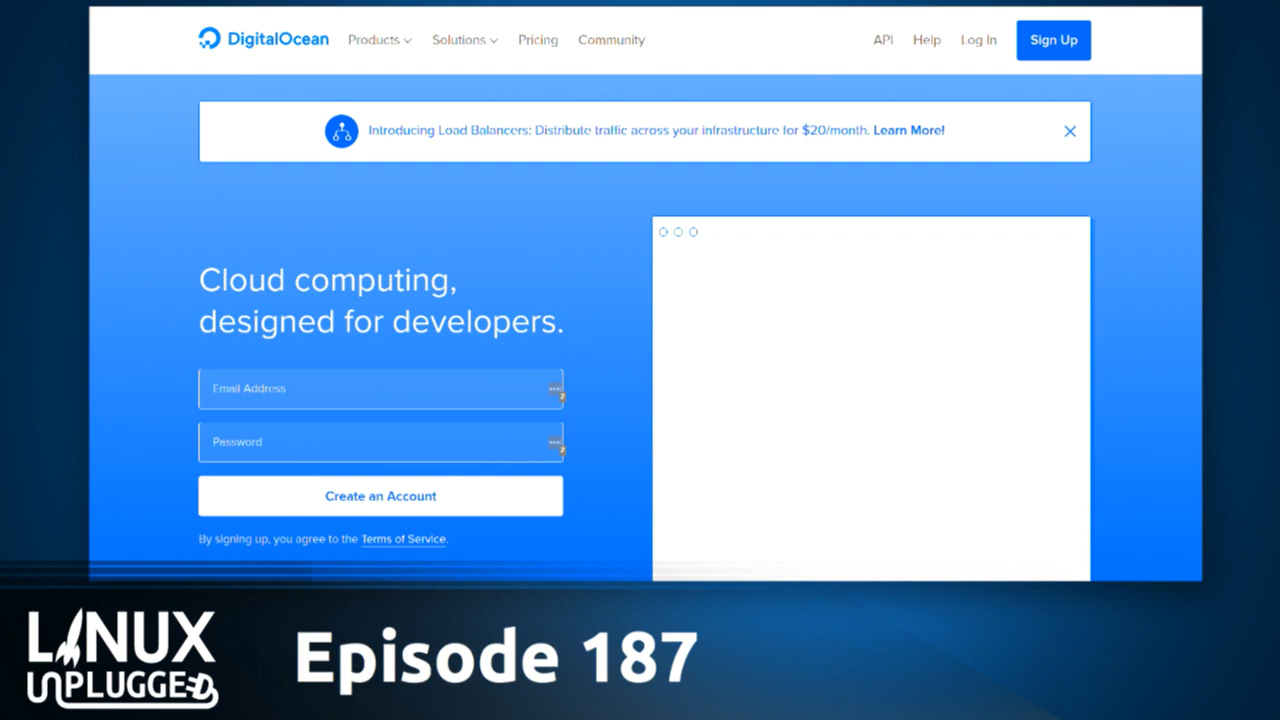 DigitalOcean Products Solutions Pricing Community API Help Log In Sign Up
Introducing Load Balancers: Distribute traffic across your infrastructure for $20/month. Learn More!
Cloud computing,
designed for developers.
Email Address
2
Password
2
Create an Account
By signing up, you agree to the Terms of Service.
LINUX
UNPLUGGED
Episode 187